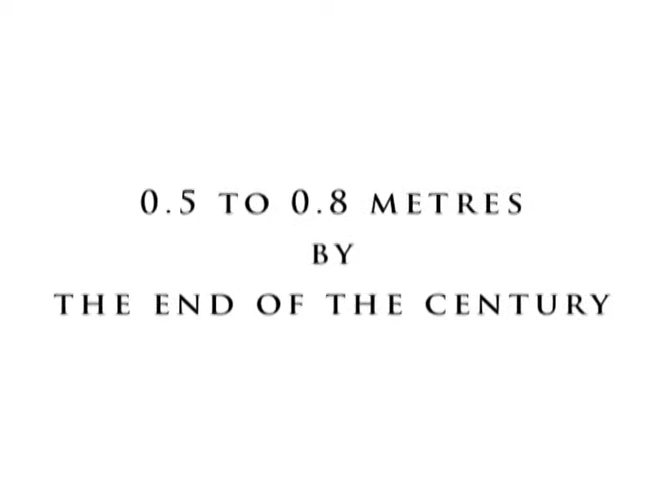 0.5 TO 0.8 METRES
BY
THE END OF THE CENTURY